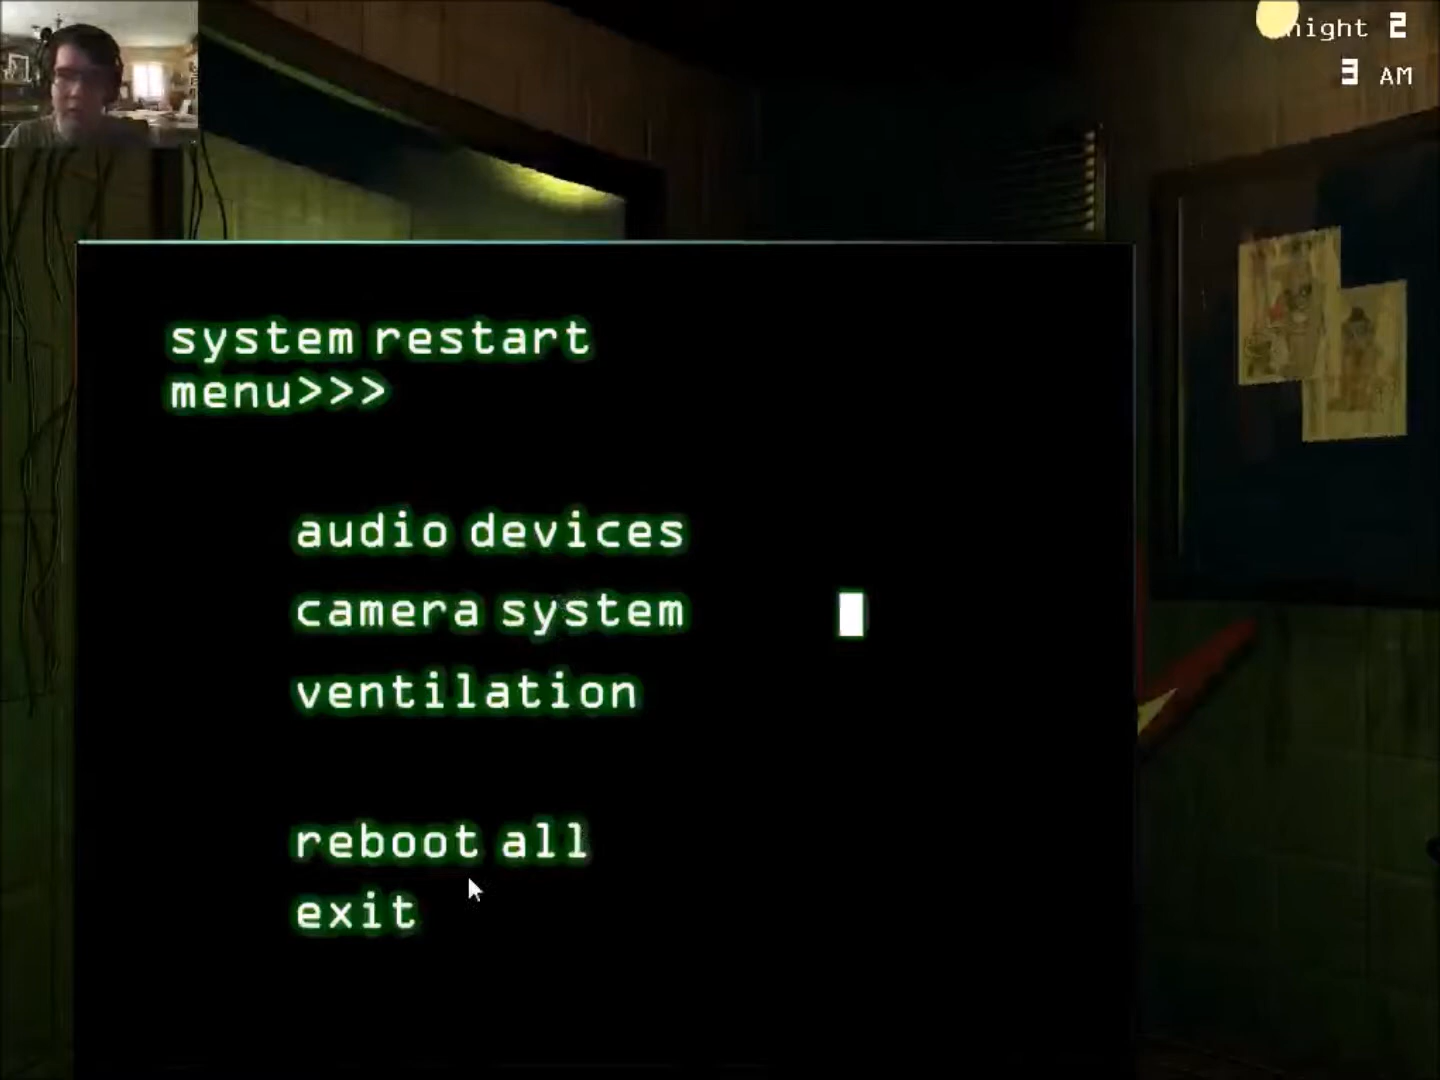 night 2
3 AM
system restart
menu>>>
audio devices
camera system
ventilation
reboot all
exit